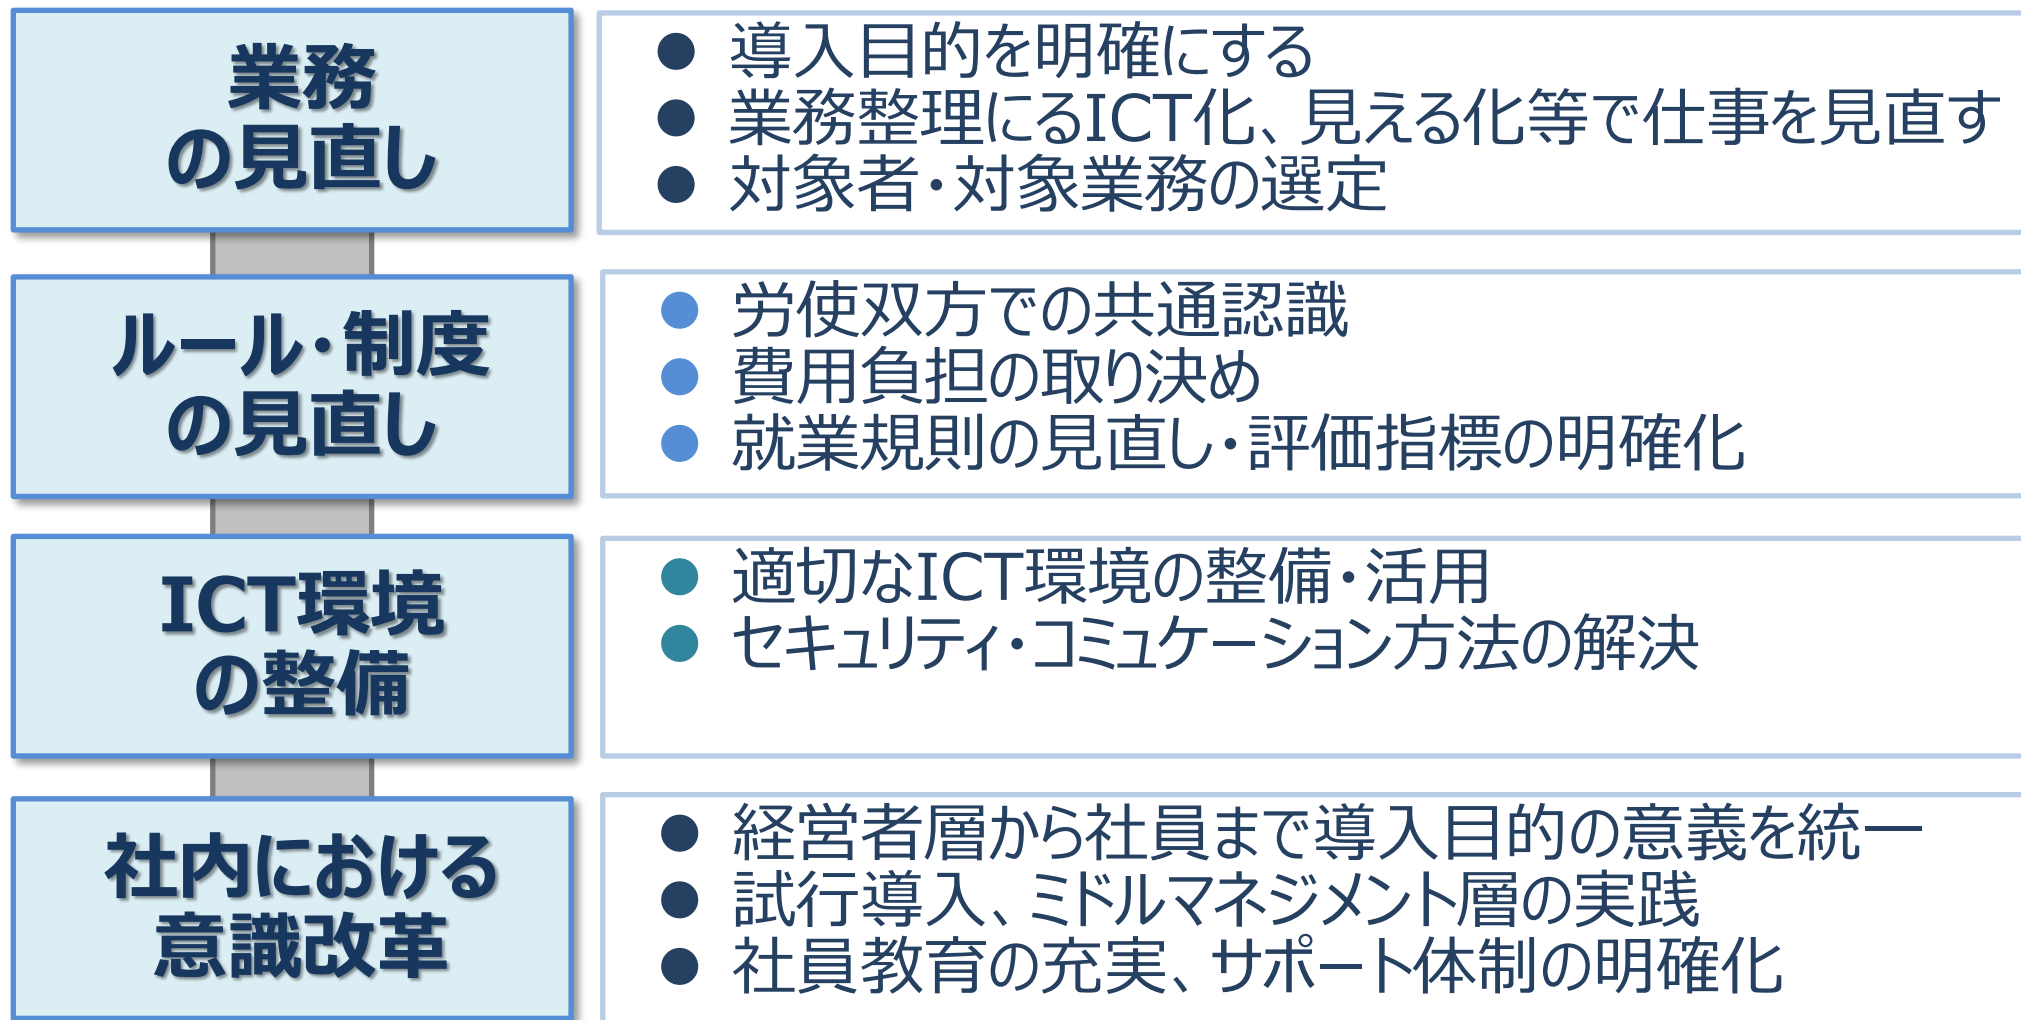 業務
の見直し
● 導入目的を明確にする
● 業務整理にるICT化、見える化等で仕事を見直す
● 対象者・対象業務の選定
ルール・制度
の見直し
● 労使双方での共通認識
● 費用負担の取り決め
● 就業規則の見直し・評価指標の明確化
ICT環境
の整備
● 適切なICT環境の整備・活用
● セキュリティ・コミュケーション方法の解決
社内における
意識改革
● 経営者層から社員まで導入目的の意義を統一
● 試行導入、ミドルマネジメント層の実践
● 社員教育の充実、サポート体制の明確化